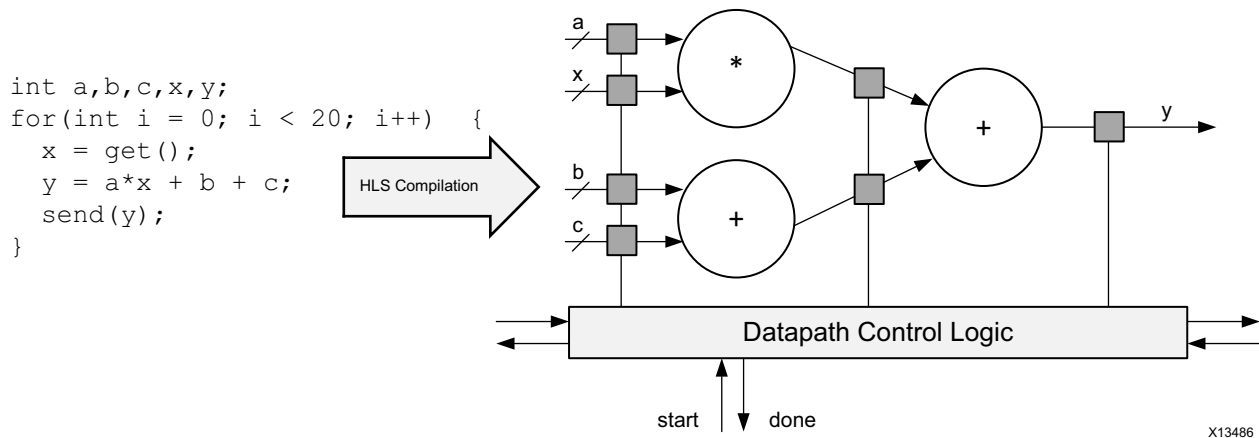 int a,b,c,x,y;
for(int i = 0; i < 20; i++)  {
  x = get();
  y = a*x + b + c;
  send(y);
}
HLS Compilation
a
x
b
c
*
+
+
y
Datapath Control Logic
start
done
X13486